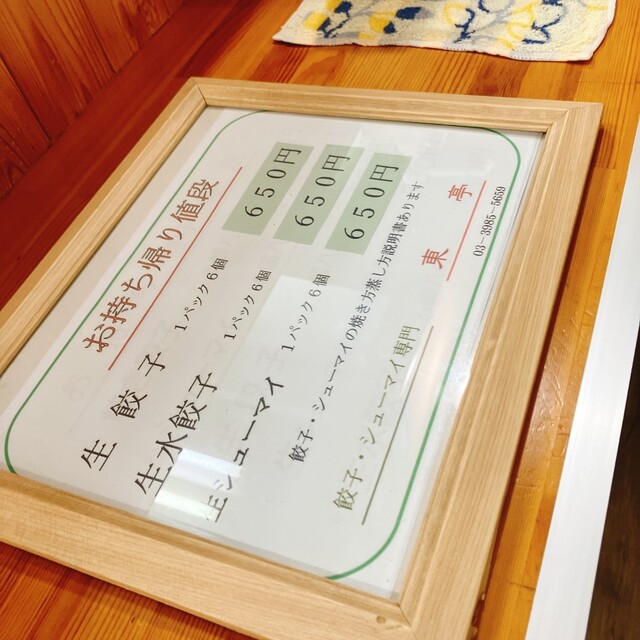 お持ち帰り値段
生 餃 子 1パック6個 650円
生水餃子 1パック6個 650円
生シューマイ 1パック6個 650円
餃子・シューマイの焼き方蒸し方説明書あります
餃子・シューマイ専門 東 亭
03-3985-5659